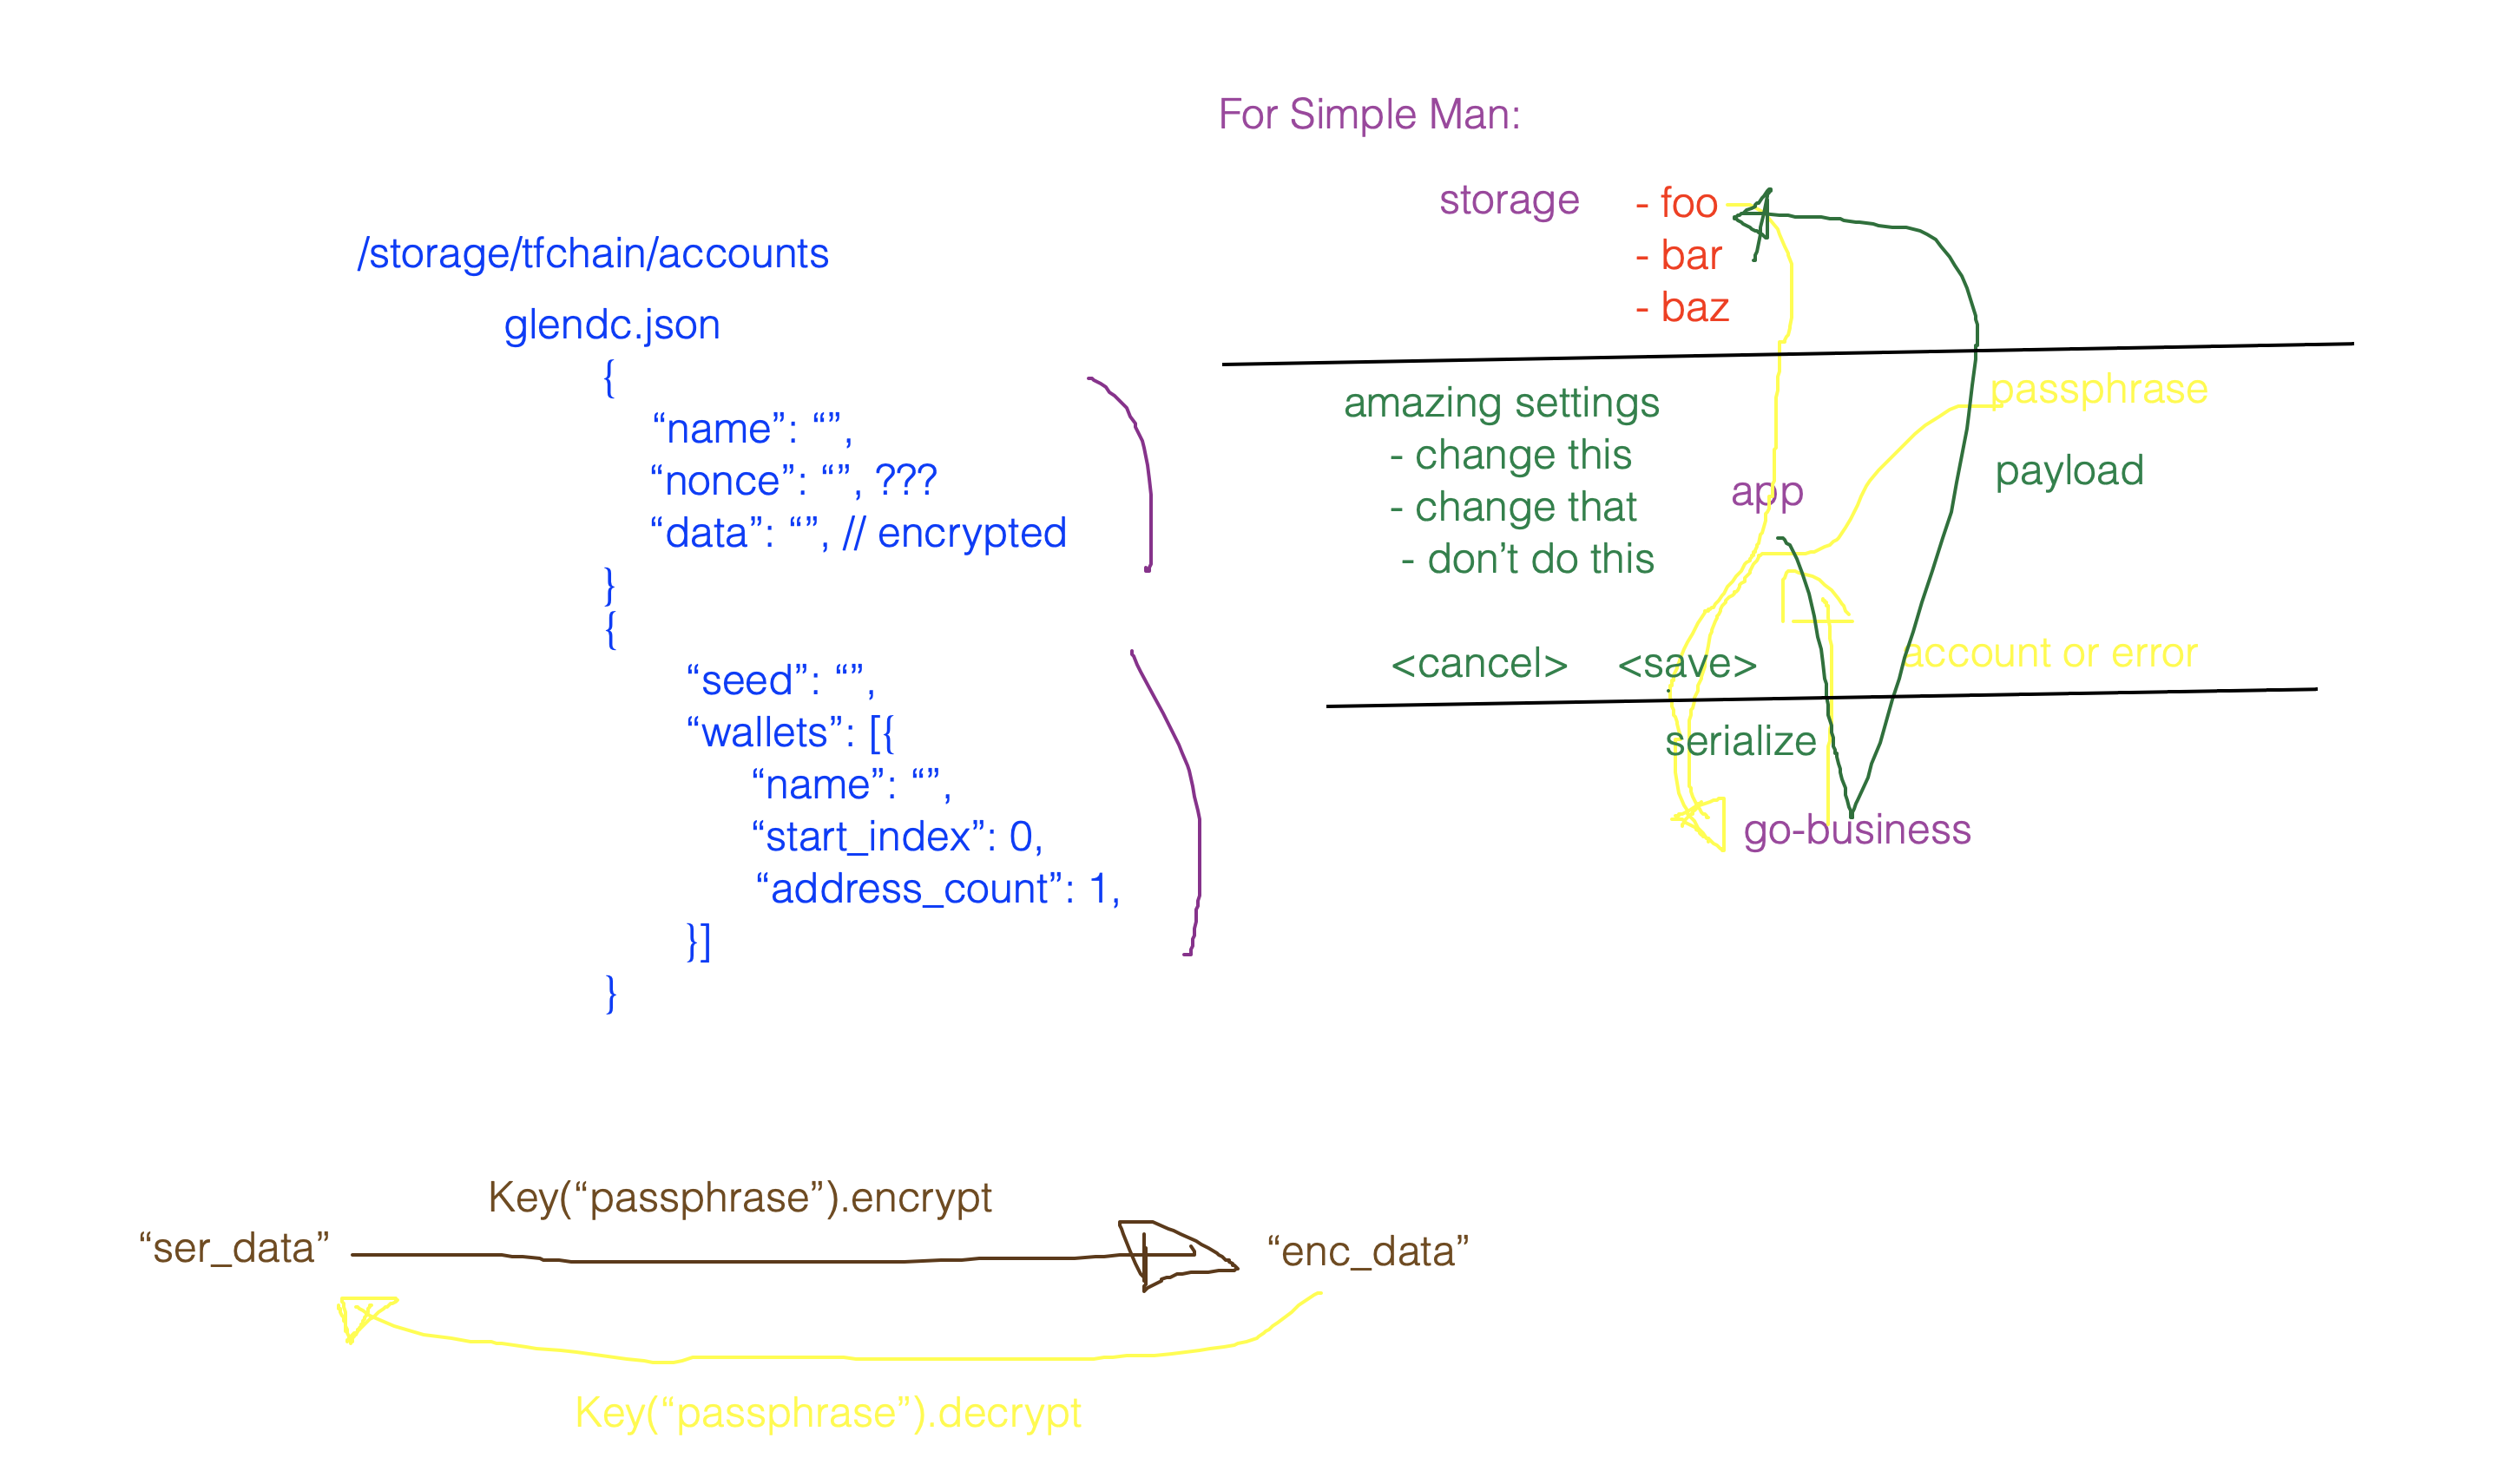 For Simple Man:
/storage/tfchain/accounts
glendc.json
{
“name”: “”,
“nonce”: “”, ???
“data”: “”, // encrypted
}
{
“seed”: “”,
“wallets”: [{
“name”: “”,
“start_index”: 0,
“address_count”: 1,
}]
}
storage
- foo
- bar
- baz
amazing settings
- change this
- change that
- don’t do this
<cancel> <save>
app
passphrase
payload
account or error
serialize
go-business
Key(“passphrase”).encrypt
“ser_data”
“enc_data”
Key(“passphrase”).decrypt